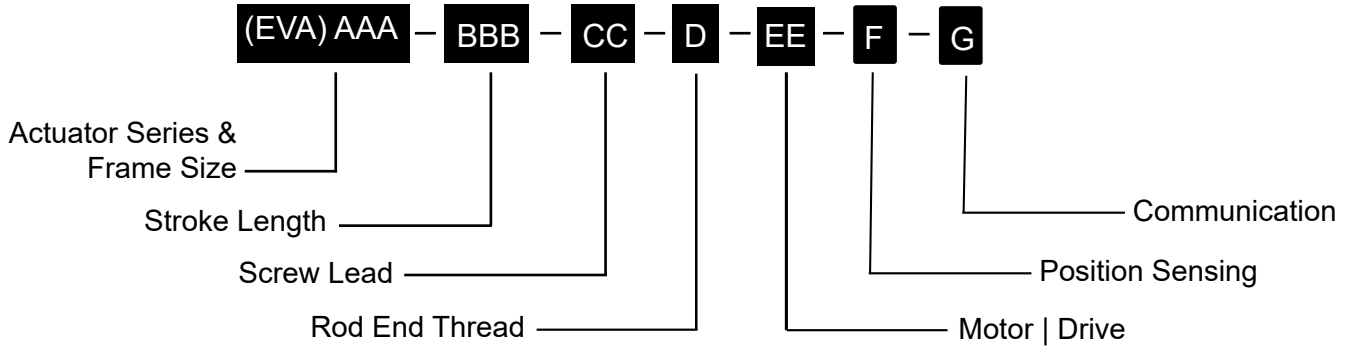 (EVA) AAA – BBB – CC – D – EE – F – G
Actuator Series &
Frame Size
Stroke Length
Screw Lead
Rod End Thread
Communication
Position Sensing
Motor | Drive